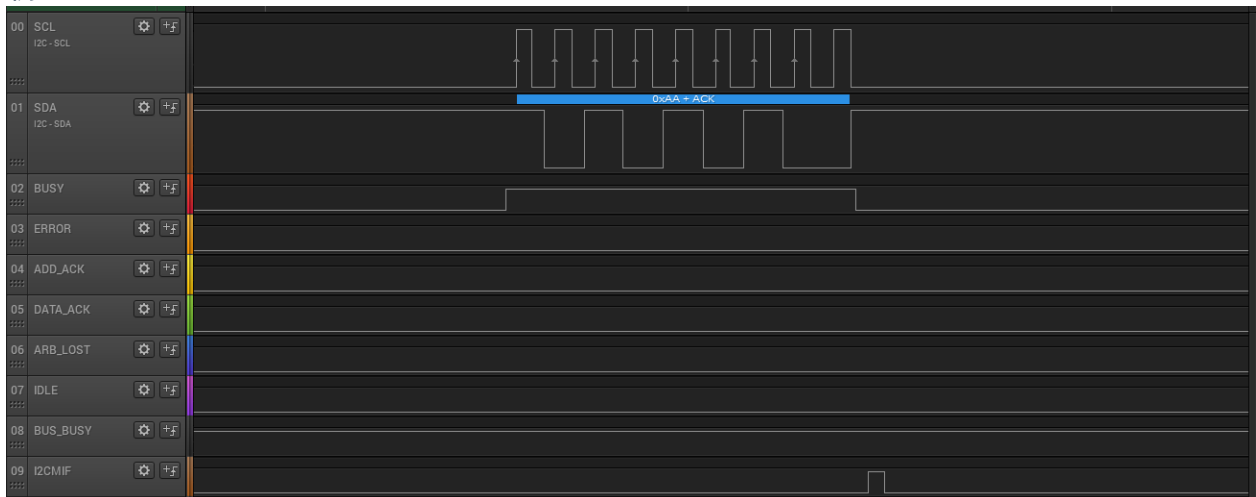 00 SCL
I2C - SCL
0xAA + ACK
01 SDA
I2C - SDA
02 BUSY
03 ERROR
04 ADD_ACK
05 DATA_ACK
06 ARB_LOST
07 IDLE
08 BUS_BUSY
09 I2CMIF